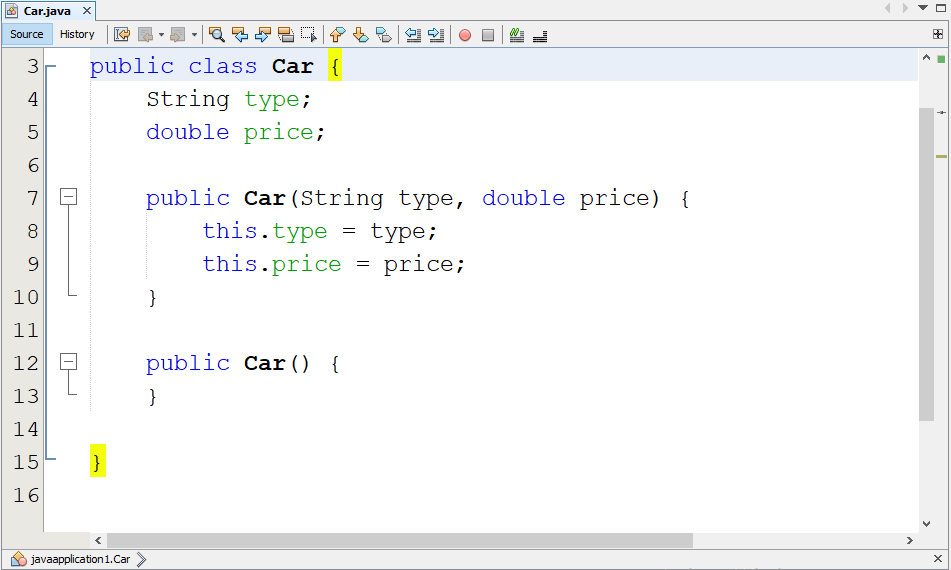 Car.java
Source History
3 public class Car {
4     String type;
5     double price;
6
7     public Car(String type, double price) {
8         this.type = type;
9         this.price = price;
10     }
11
12     public Car() {
13     }
14
15 }
16
javaapplication1.Car